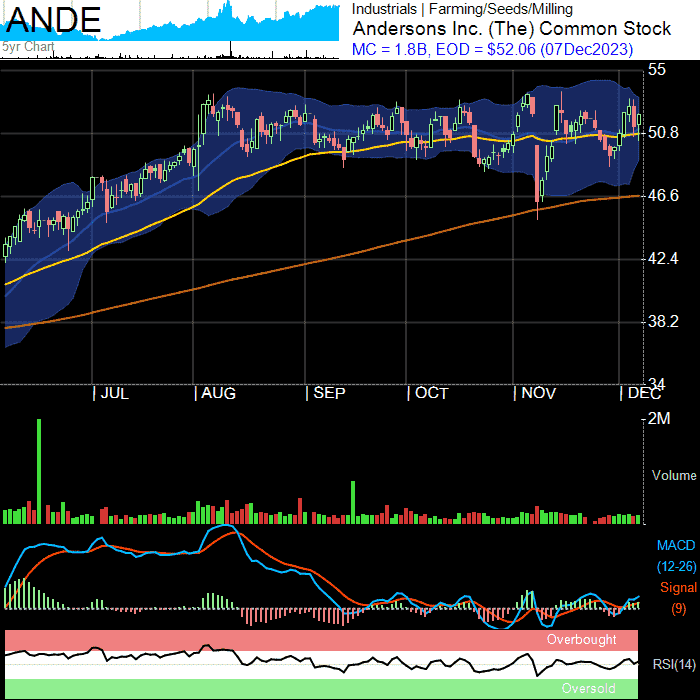 ANDE
5yr Chart
Industrials | Farming/Seeds/Milling
Andersons Inc. (The) Common Stock
MC = 1.8B, EOD = $52.06 (07Dec2023)
55
50.8
46.6
42.4
38.2
34
JUL AUG SEP OCT NOV DEC
2M
Volume
MACD
(12-26)
Signal
(9)
Overbought
RSI(14)
Oversold